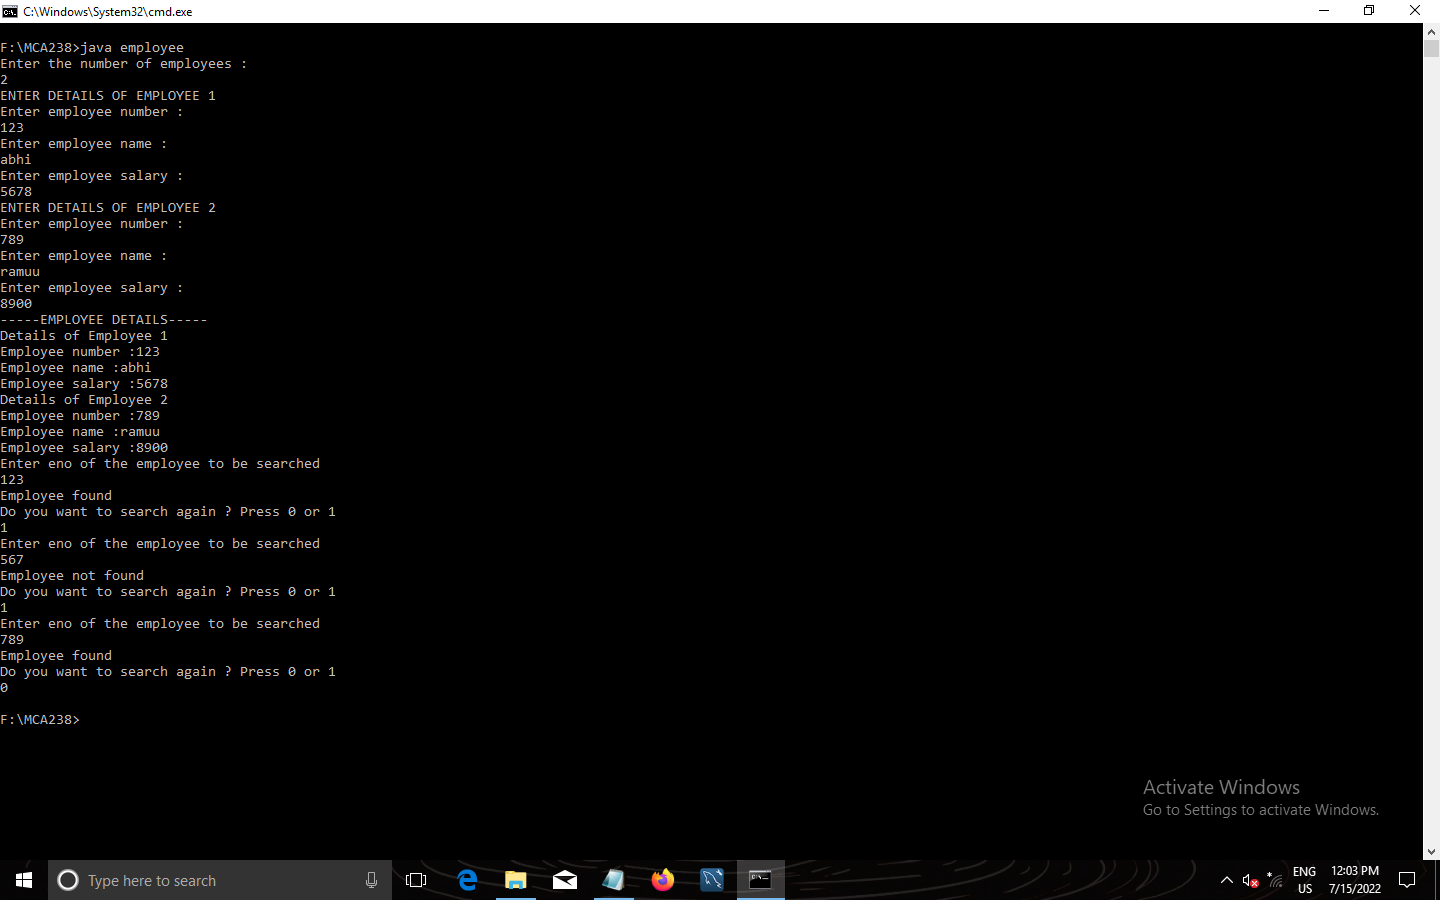 C:\Windows\System32\cmd.exe
F:\MCA238>java employee
Enter the number of employees :
2
ENTER DETAILS OF EMPLOYEE 1
Enter employee number :
123
Enter employee name :
abhi
Enter employee salary :
5678
ENTER DETAILS OF EMPLOYEE 2
Enter employee number :
789
Enter employee name :
ramuu
Enter employee salary :
8900
-----EMPLOYEE DETAILS-----
Details of Employee 1
Employee number :123
Employee name :abhi
Employee salary :5678
Details of Employee 2
Employee number :789
Employee name :ramuu
Employee salary :8900
Enter eno of the employee to be searched
123
Employee found
Do you want to search again ? Press 0 or 1
1
Enter eno of the employee to be searched
567
Employee not found
Do you want to search again ? Press 0 or 1
1
Enter eno of the employee to be searched
789
Employee found
Do you want to search again ? Press 0 or 1
0
F:\MCA238>
Activate Windows
Go to Settings to activate Windows.
Type here to search
ENG
US
12:03 PM
7/15/2022